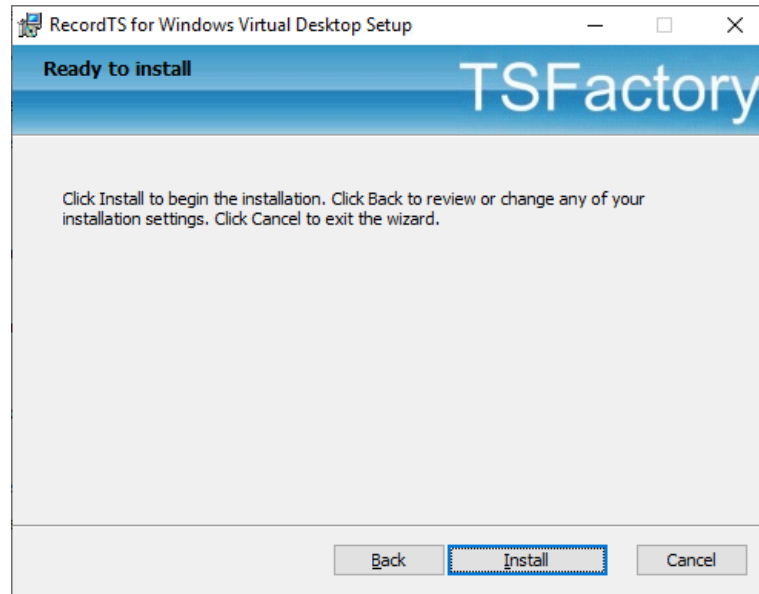 RecordTS for Windows Virtual Desktop Setup
Ready to install
TSFactory
Click Install to begin the installation. Click Back to review or change any of your
installation settings. Click Cancel to exit the wizard.
Back Install Cancel